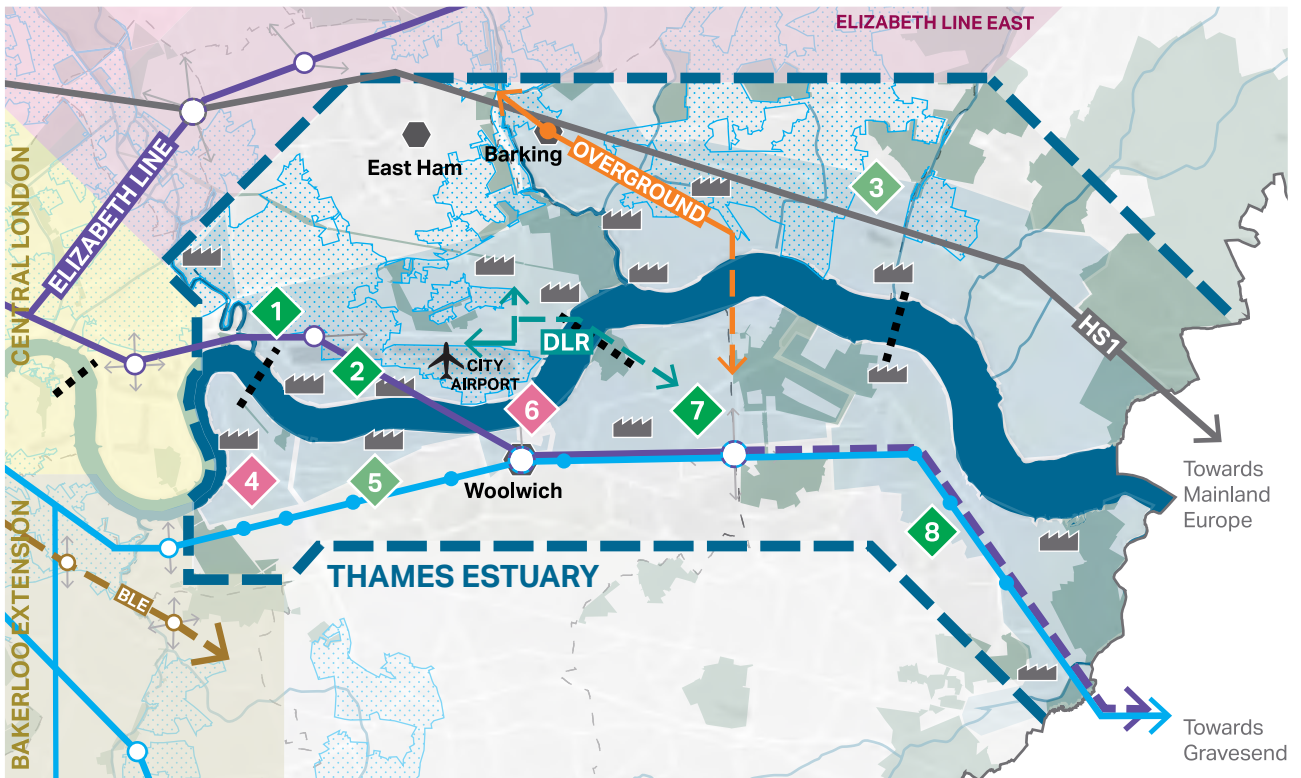 ELIZABETH LINE EAST
CENTRAL LONDON
ELIZABETH LINE
East Ham
Barking
OVERGROUND
3
1
2
DLR
CITY
AIRPORT
HS1
6
7
4
5
Woolwich
8
Towards
Mainland
Europe
THAMES ESTUARY
BAKERLOO EXTENSION
BLE
Towards
Gravesend